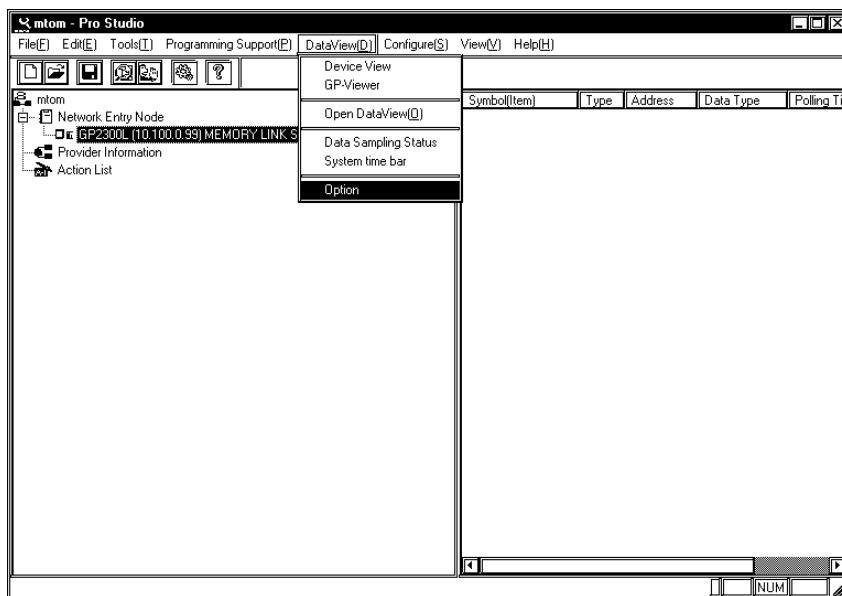 mtom - Pro Studio
File(F) Edit(E) Tools(T) Programming Support(P) DataView(D) Configure(S) View(V) Help(H)
Device View
GP-Viewer
Open DataView(O)
Data Sampling Status
System time bar
Option
mtom
Network Entry Node
GP2300L (10.100.0.99) MEMORY LINK S
Provider Information
Action List
Symbol(Item) Type Address Data Type Polling Ti
NUM